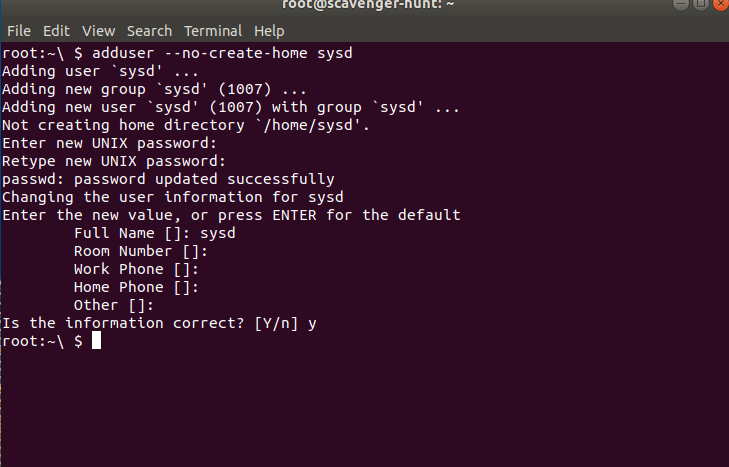 root@scavenger-hunt: ~
File Edit View Search Terminal Help
root:~\ $ adduser --no-create-home sysd
Adding user `sysd' ...
Adding new group `sysd' (1007) ...
Adding new user `sysd' (1007) with group `sysd' ...
Not creating home directory `/home/sysd'.
Enter new UNIX password:
Retype new UNIX password:
passwd: password updated successfully
Changing the user information for sysd
Enter the new value, or press ENTER for the default
        Full Name []: sysd
        Room Number []:
        Work Phone []:
        Home Phone []:
        Other []:
Is the information correct? [Y/n] y
root:~\ $